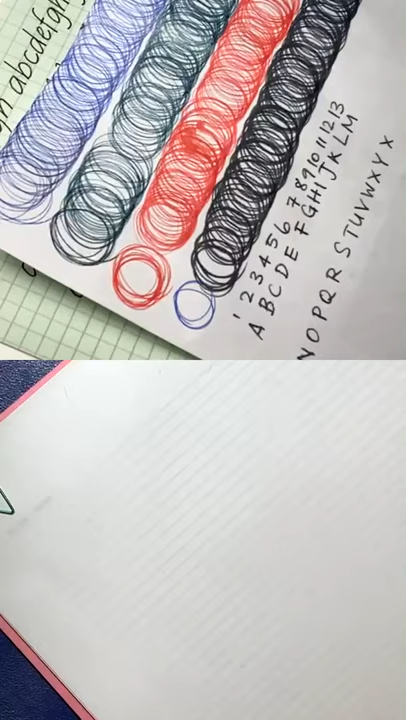 abcdefgh
1 2 3 4 5 6 7 8 9 10 11 12 13
A B C D E F G H I J K L M
N O P Q R S T U V W X Y X